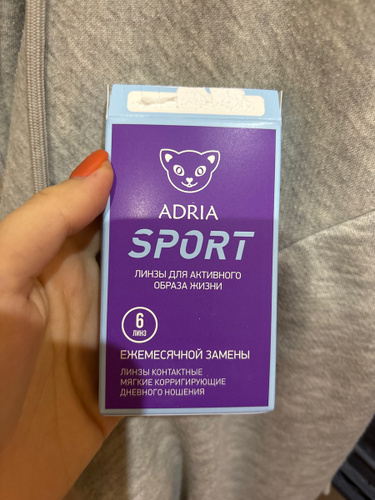 ADRIA
SPORT
ЛИНЗЫ ДЛЯ АКТИВНОГО
ОБРАЗА ЖИЗНИ
6
ЛИНЗ
ЕЖЕМЕСЯЧНОЙ ЗАМЕНЫ
ЛИНЗЫ КОНТАКТНЫЕ
МЯГКИЕ КОРРИГИРУЮЩИЕ
ДНЕВНОГО НОШЕНИЯ